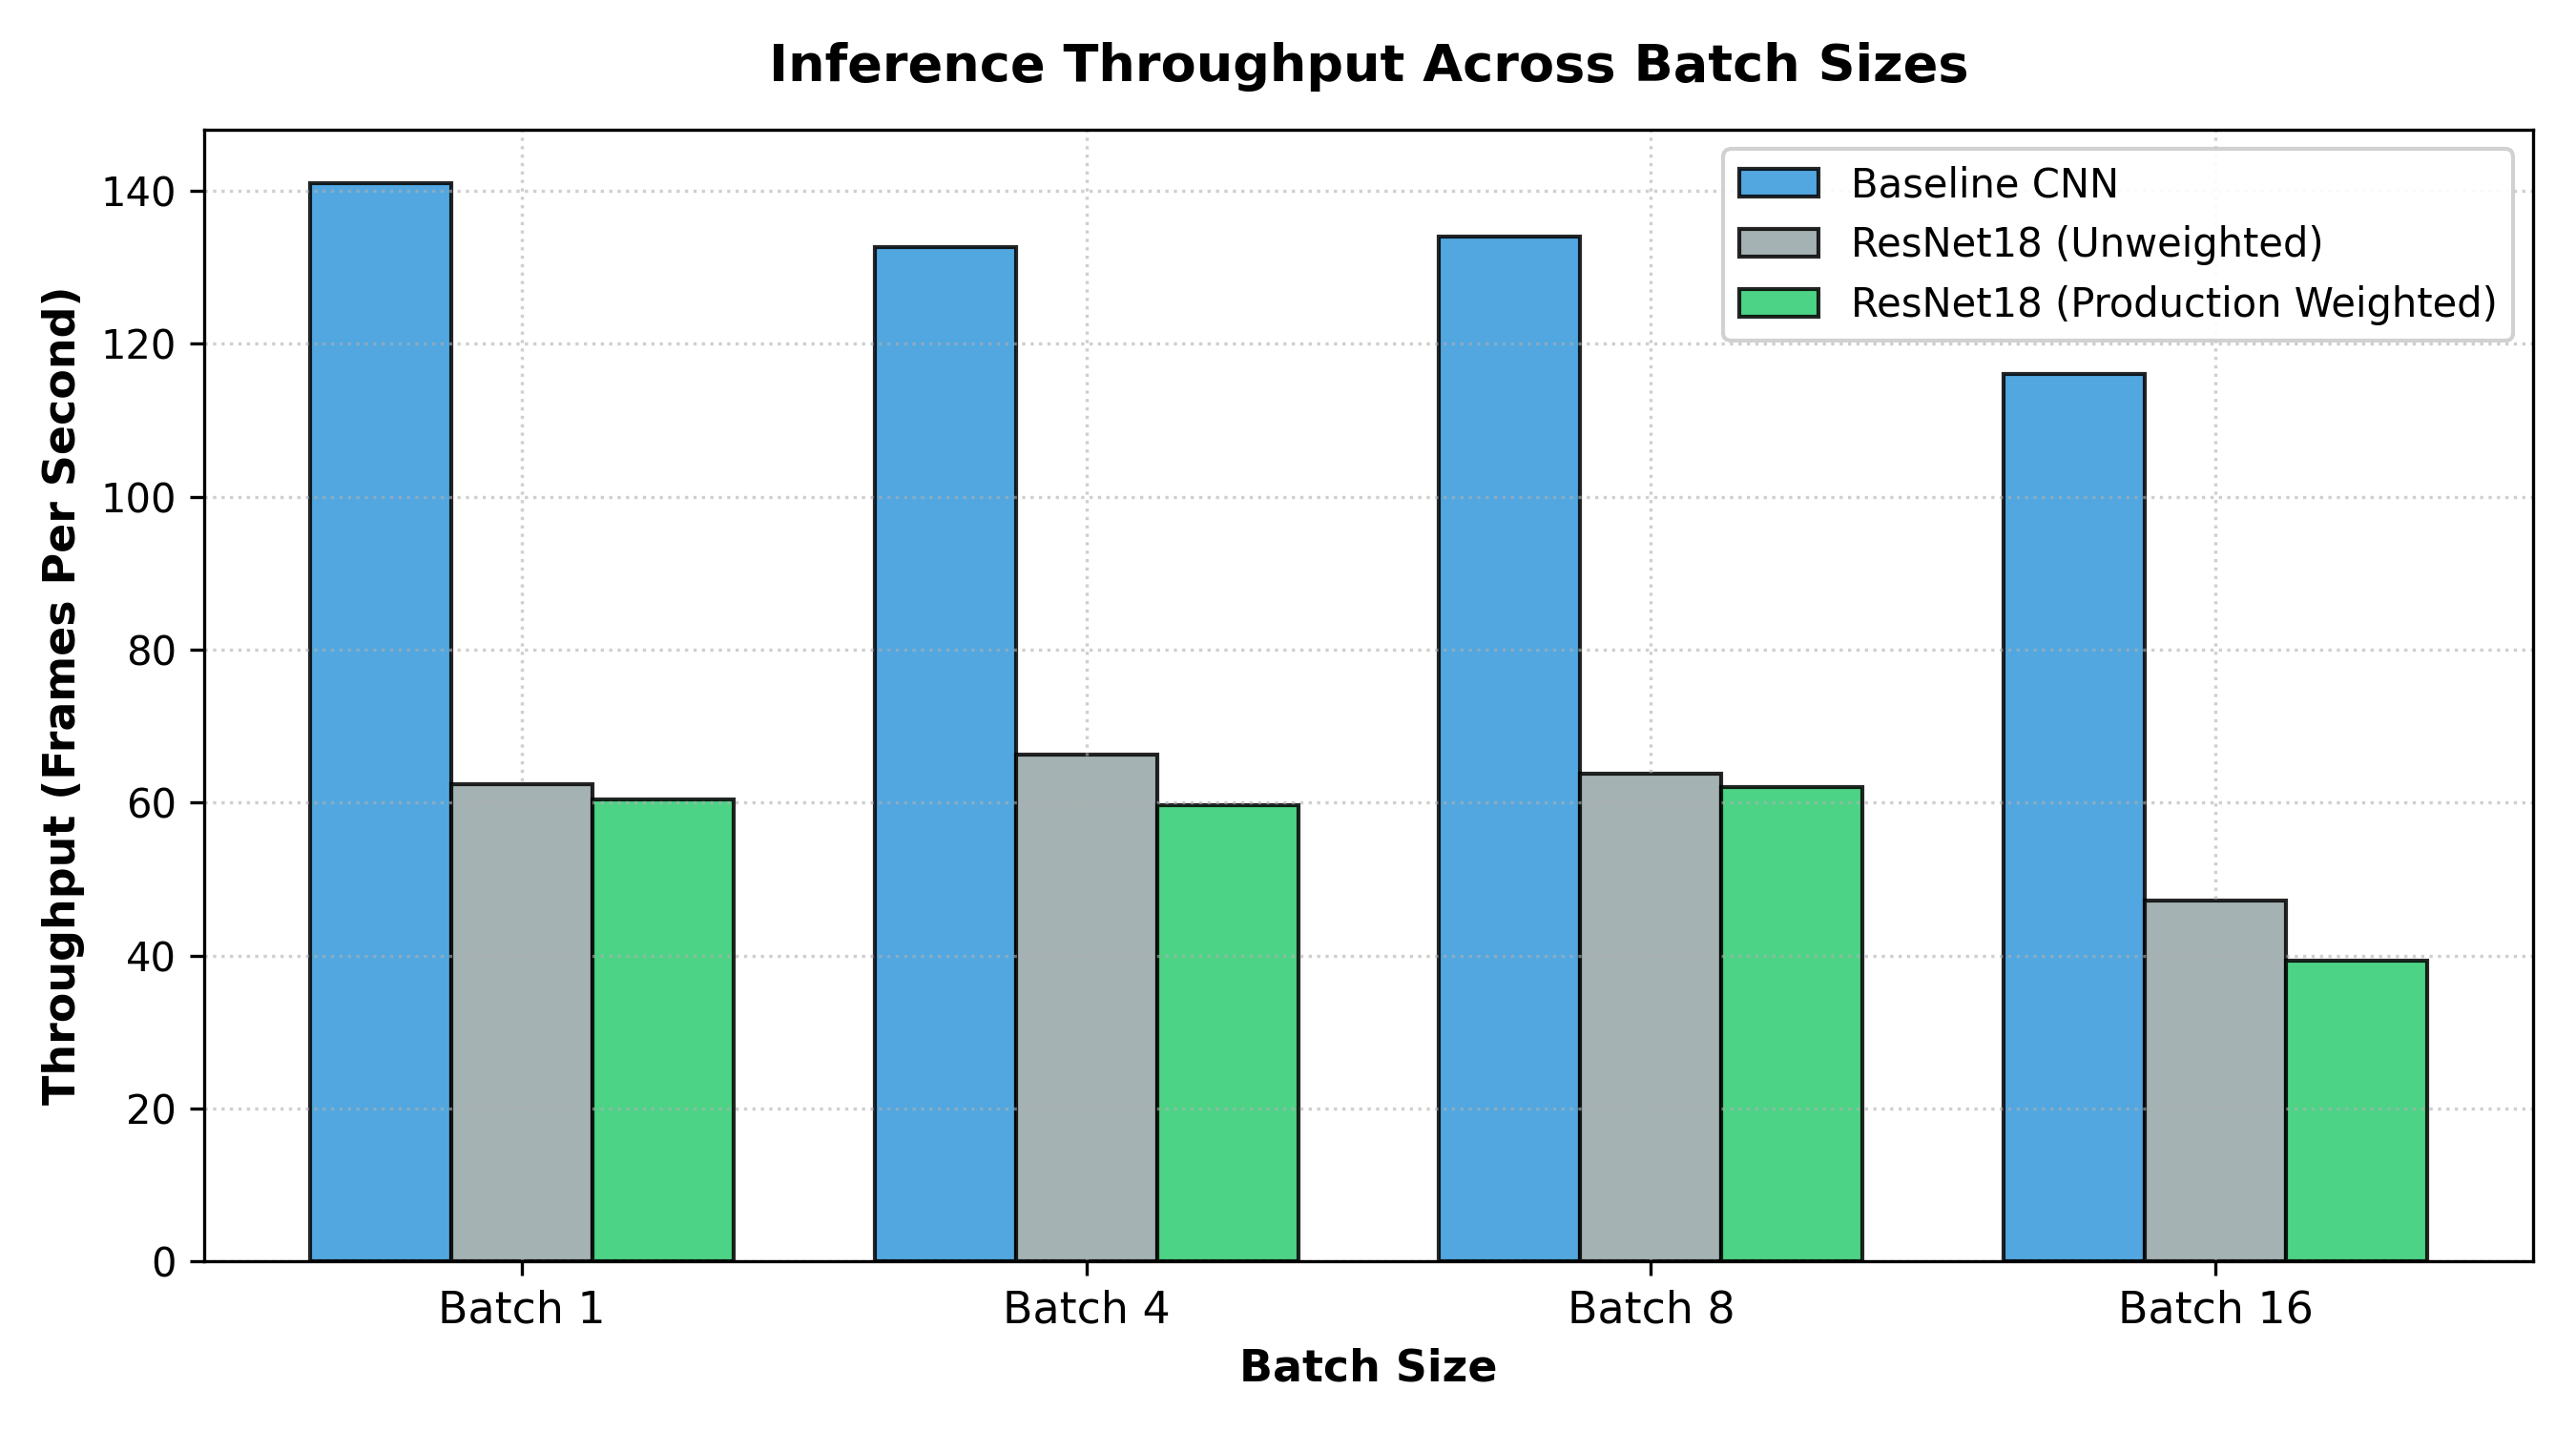 Inference Throughput Across Batch Sizes
Baseline CNN
ResNet18 (Unweighted)
ResNet18 (Production Weighted)
Throughput (Frames Per Second)
140
120
100
80
60
40
20
0
Batch 1 Batch 4 Batch 8 Batch 16
Batch Size